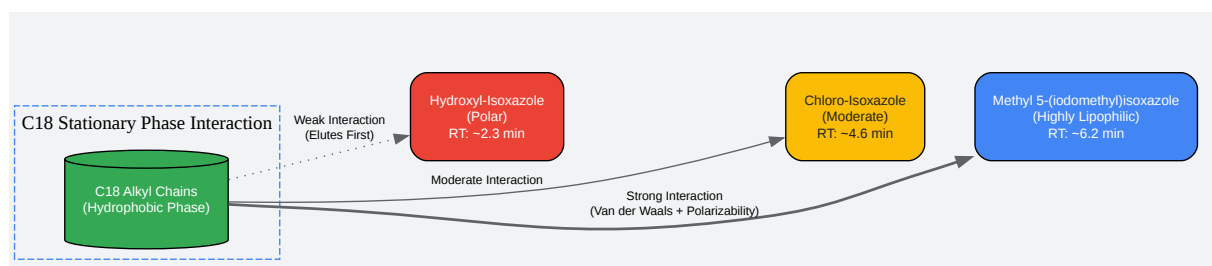 C18 Stationary Phase Interaction
C18 Alkyl Chains
(Hydrophobic Phase)
Weak Interaction
(Elutes First)
Hydroxyl-Isoxazole
(Polar)
RT: ~2.3 min
Moderate Interaction
Chloro-Isoxazole
(Moderate)
RT: ~4.6 min
Strong Interaction
(Van der Waals + Polarizability)
Methyl 5-(iodomethyl)isoxazole
(Highly Lipophilic)
RT: ~6.2 min